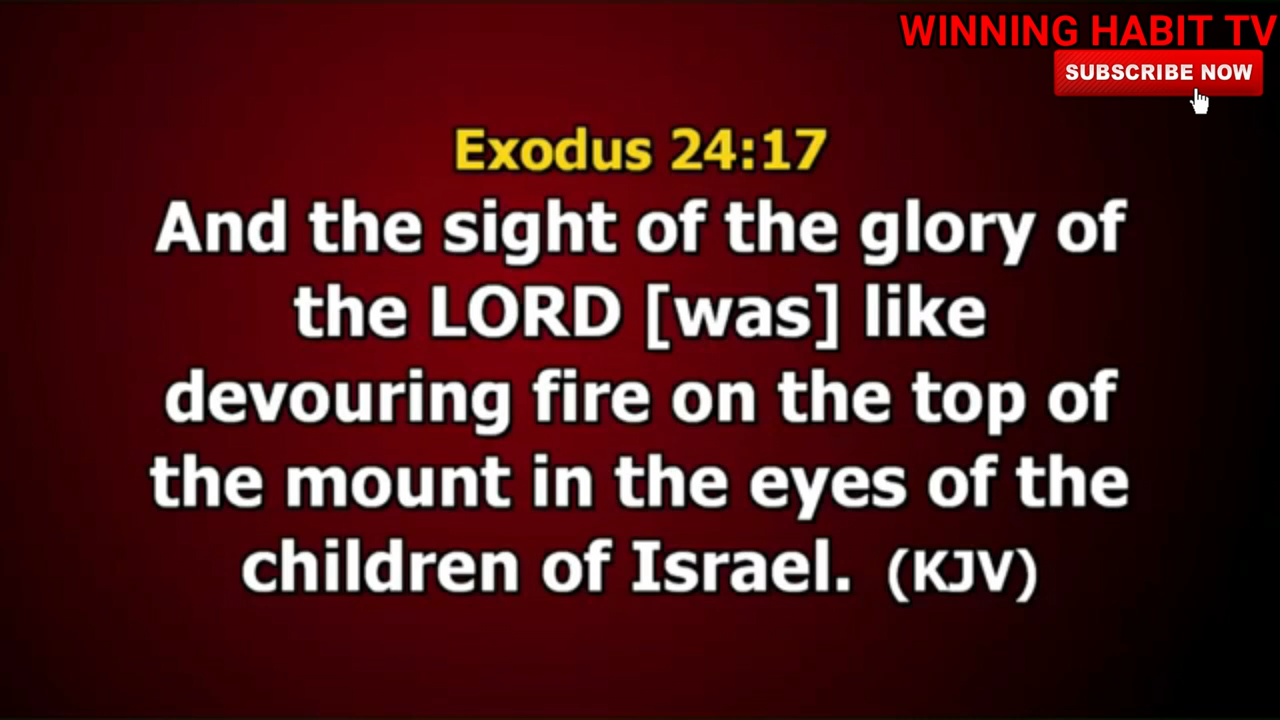 WINNING HABIT TV
SUBSCRIBE NOW
Exodus 24:17
And the sight of the glory of
the LORD [was] like
devouring fire on the top of
the mount in the eyes of the
children of Israel. (KJV)